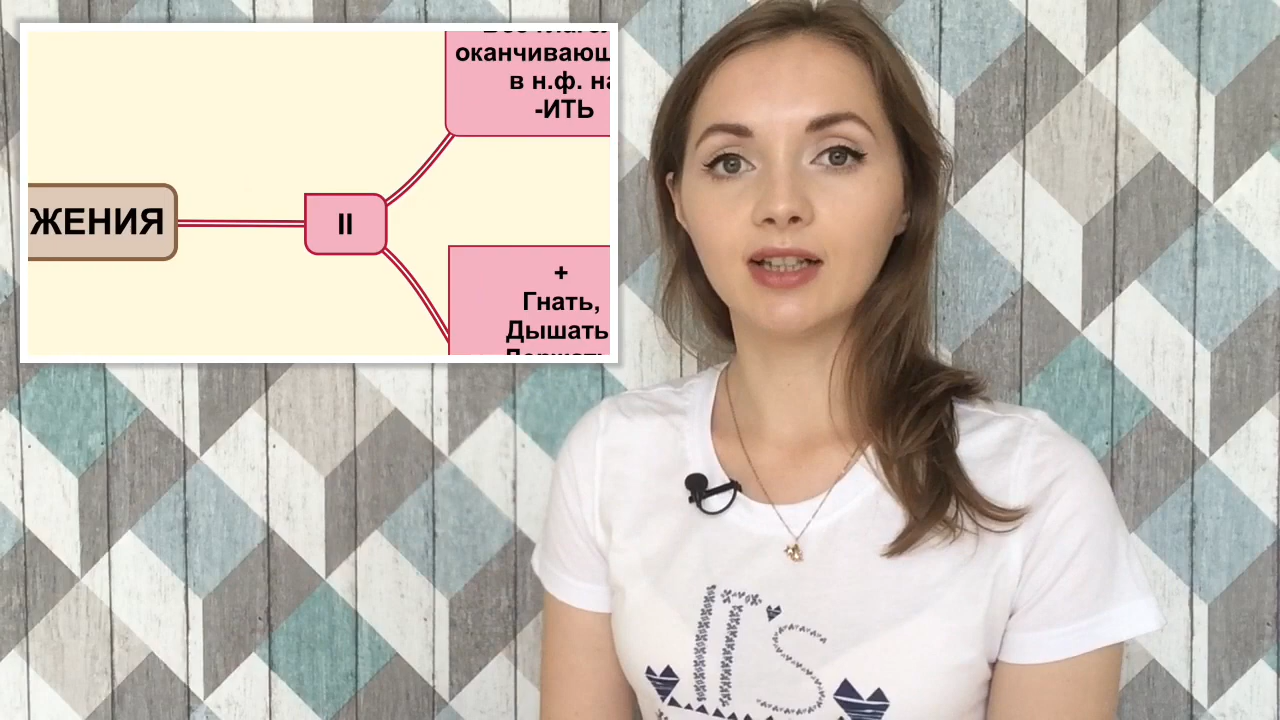 оканчивающ
в н.ф. на
-ИТЬ
ЖЕНИЯ
II
+
Гнать,
Дышать